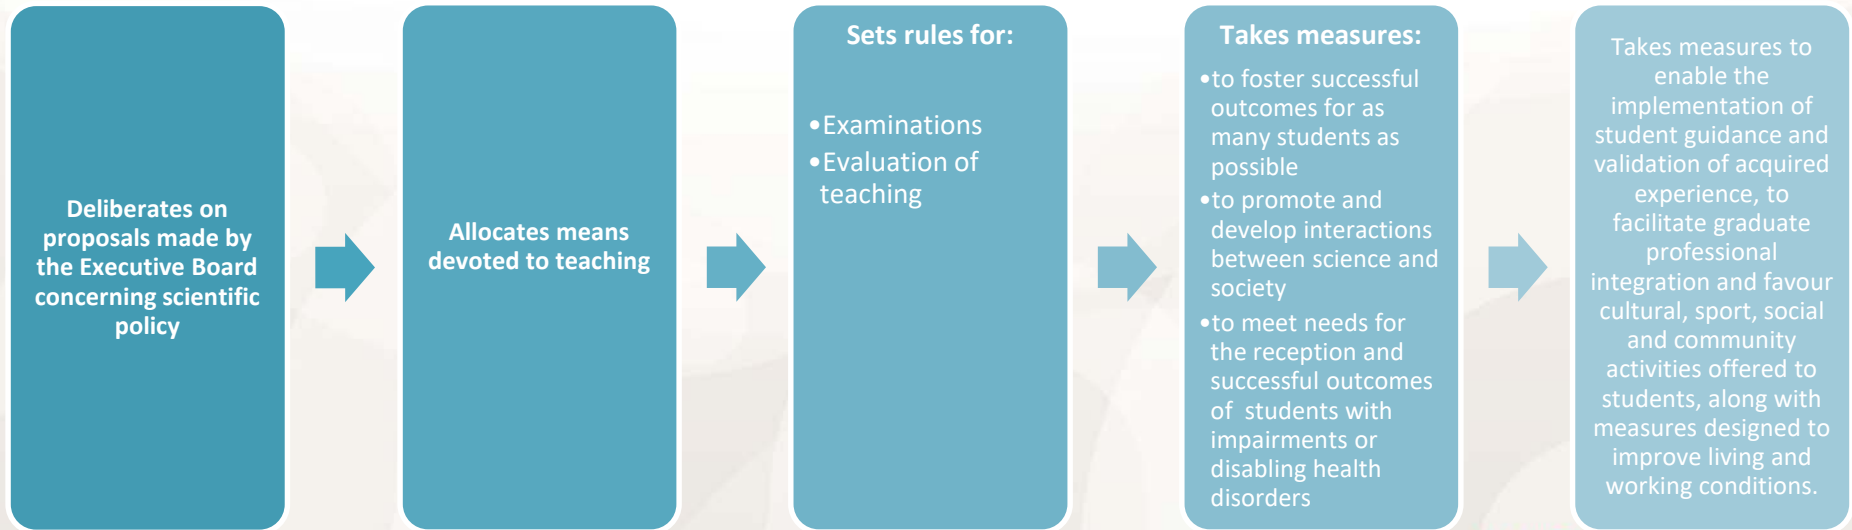 Deliberates on
proposals made by
the Executive Board
concerning scientific
policy
Allocates means
devoted to teaching
Sets rules for:
•Examinations
•Evaluation of
teaching
Takes measures:
•to foster successful
outcomes for as
many students as
possible
•to promote and
develop interactions
between science and
society
•to meet needs for
the reception and
successful outcomes
of  students with
impairments or
disabling health
disorders
Takes measures to
enable the
implementation of
student guidance and
validation of acquired
experience, to
facilitate graduate
professional
integration and favour
cultural, sport, social
and community
activities offered to
students, along with
measures designed to
improve living and
working conditions.